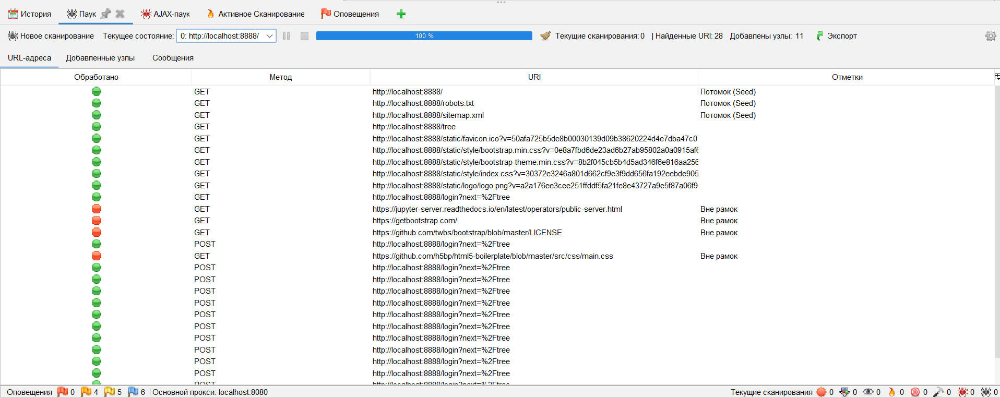 История Паук AJAX-паук Активное Сканирование Оповещения
Новое сканирование Текущее состояние: 0: http://localhost:8888/ 100 % Текущие сканирования: 0 | Найденные URI: 28 Добавлены узлы: 11 Экспорт
URL-адреса Добавленные узлы Сообщения
Обработано Метод URI Отметки
GET http://localhost:8888/ Потомок (Seed)
GET http://localhost:8888/robots.txt Потомок (Seed)
GET http://localhost:8888/sitemap.xml Потомок (Seed)
GET http://localhost:8888/tree
GET http://localhost:8888/static/favicon.ico?v=50afa725b5de8b00030139d09b38620224d4e7dba47c07
GET http://localhost:8888/static/style/bootstrap.min.css?v=0e8a7fbd6de23ad6b27ab95802a0a0915af6
GET http://localhost:8888/static/style/bootstrap-theme.min.css?v=8b2f045cb5b4d5ad346f6e816aa256
GET http://localhost:8888/static/style/index.css?v=30372e3246a801d662cf9e3f9dd656fa192eebde905
GET http://localhost:8888/static/logo/logo.png?v=a2a176ee3cee251ffddf5fa21fe8e43727a9e5f87a06f9
GET http://localhost:8888/login?next=%2Ftree
GET https://jupyter-server.readthedocs.io/en/latest/operators/public-server.html Вне рамок
GET https://getbootstrap.com/ Вне рамок
GET https://github.com/twbs/bootstrap/blob/master/LICENSE Вне рамок
POST http://localhost:8888/login?next=%2Ftree
GET https://github.com/h5bp/html5-boilerplate/blob/master/src/css/main.css Вне рамок
POST http://localhost:8888/login?next=%2Ftree
POST http://localhost:8888/login?next=%2Ftree
POST http://localhost:8888/login?next=%2Ftree
POST http://localhost:8888/login?next=%2Ftree
POST http://localhost:8888/login?next=%2Ftree
POST http://localhost:8888/login?next=%2Ftree
POST http://localhost:8888/login?next=%2Ftree
POST http://localhost:8888/login?next=%2Ftree
POST http://localhost:8888/login?next=%2Ftree
POST http://localhost:8888/login?next=%2Ftree
POST http://localhost:8888/login?next=%2Ftree
Оповещения 0 4 5 6 Основной прокси: localhost:8080 Текущие сканирования 0 0 0 0 0 0 0 0